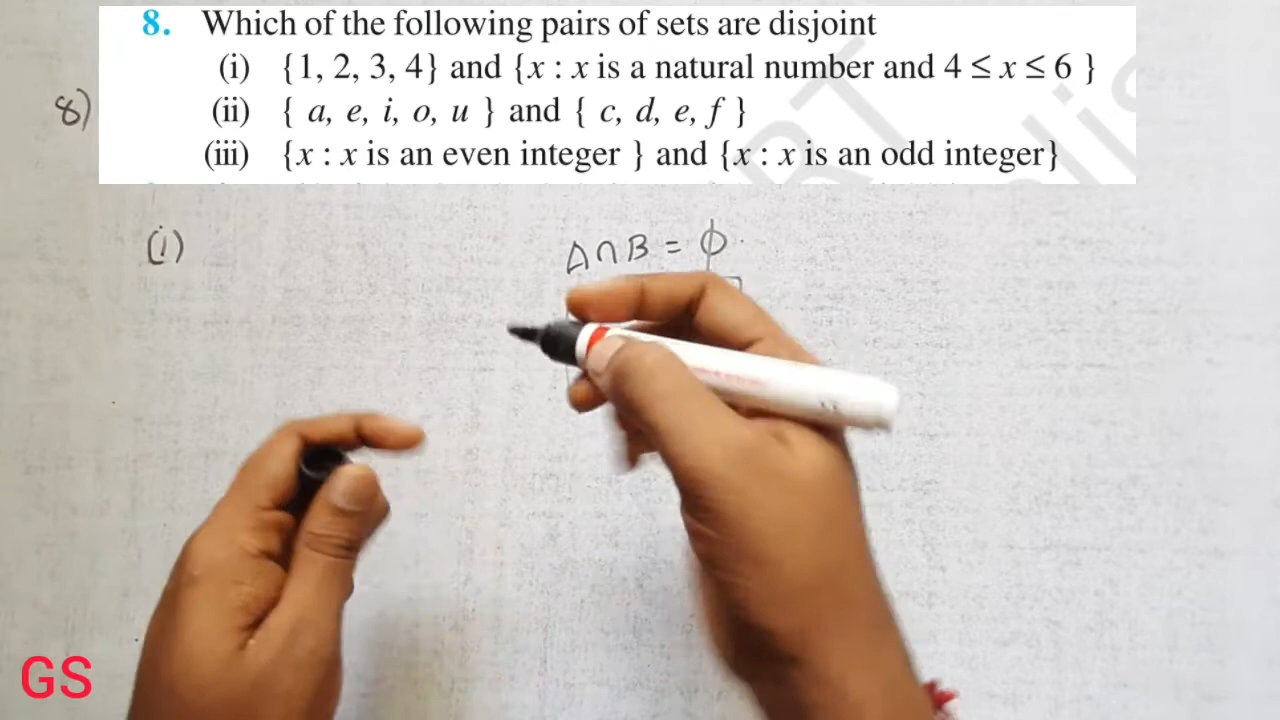 8. Which of the following pairs of sets are disjoint
(i) {1, 2, 3, 4} and {x : x is a natural number and 4 ≤ x ≤ 6 }
8)
(ii) { a, e, i, o, u } and { c, d, e, f }
(iii) {x : x is an even integer } and {x : x is an odd integer}
(i)
A∩B = ϕ
GS